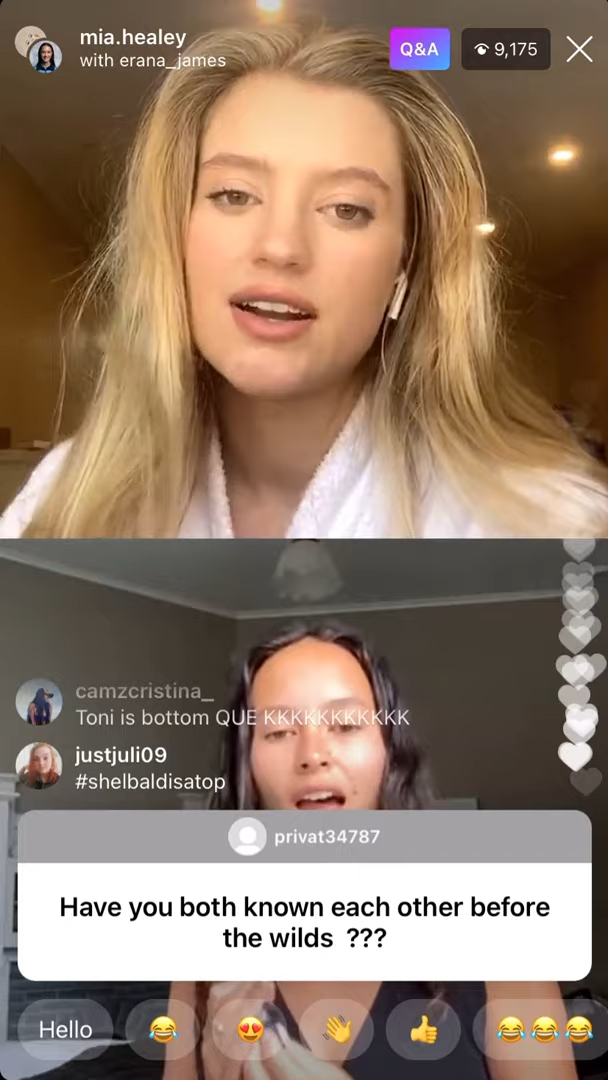 mia.healey
with erana_james
Q&A
9,175
camzcristina_
Toni is bottom QUE KKKKKKKKKKK
justjuli09
#shelbaldisatop
privat34787
Have you both known each other before
the wilds ???
Hello